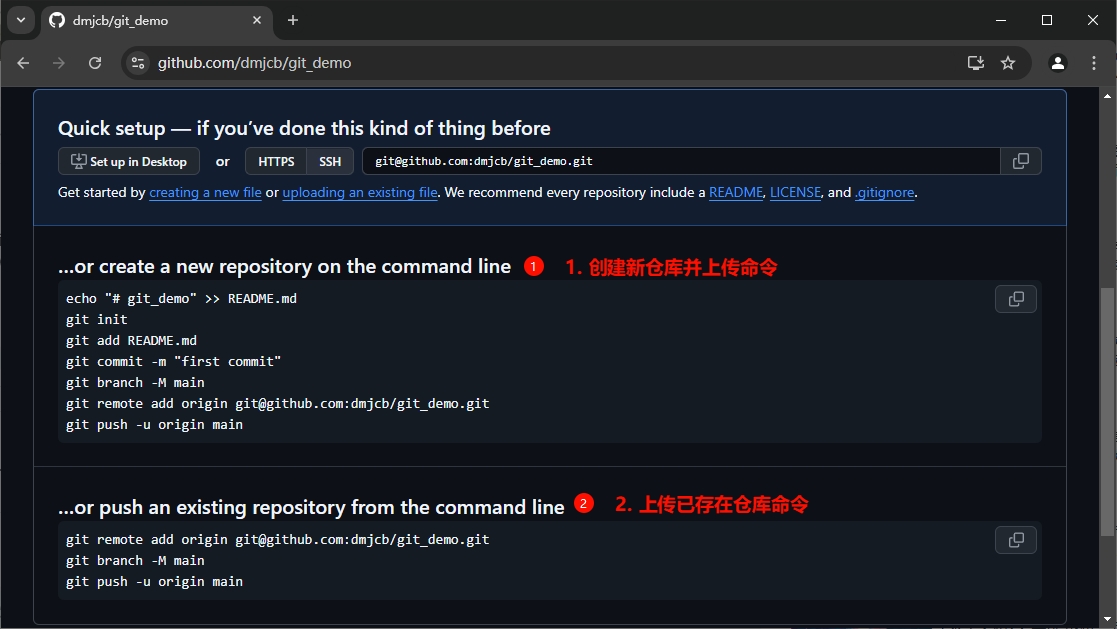 dmjcb/git_demo
github.com/dmjcb/git_demo
Quick setup — if you’ve done this kind of thing before
Set up in Desktop or HTTPS SSH git@github.com:dmjcb/git_demo.git
Get started by creating a new file or uploading an existing file. We recommend every repository include a README, LICENSE, and .gitignore.
...or create a new repository on the command line 1 1. 创建新仓库并上传命令
echo "# git_demo" >> README.md
git init
git add README.md
git commit -m "first commit"
git branch -M main
git remote add origin git@github.com:dmjcb/git_demo.git
git push -u origin main
...or push an existing repository from the command line 2 2. 上传已存在仓库命令
git remote add origin git@github.com:dmjcb/git_demo.git
git branch -M main
git push -u origin main